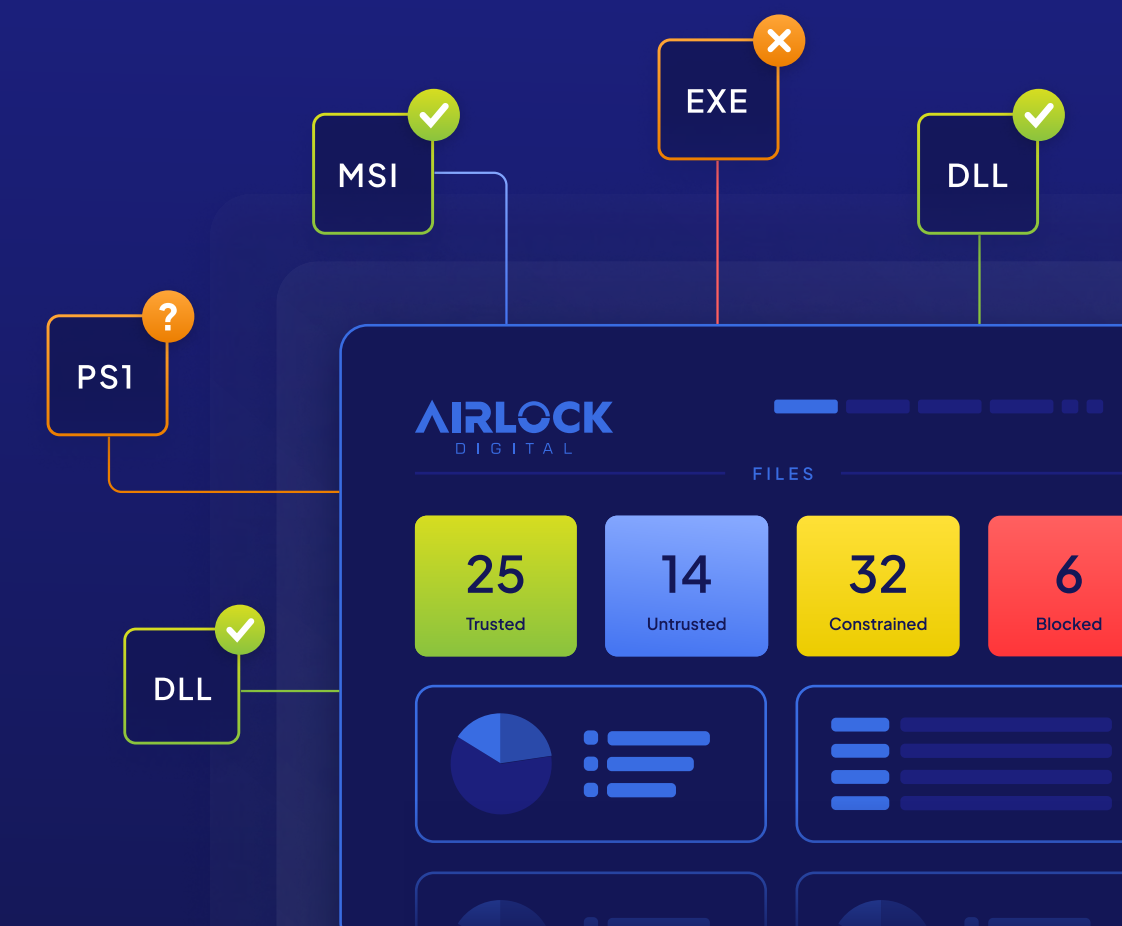 EXE
MSI
DLL
PS1
?
AIRLOCK
DIGITAL
FILES
25
14
32
6
Trusted
Untrusted
Constrained
Blocked
DLL